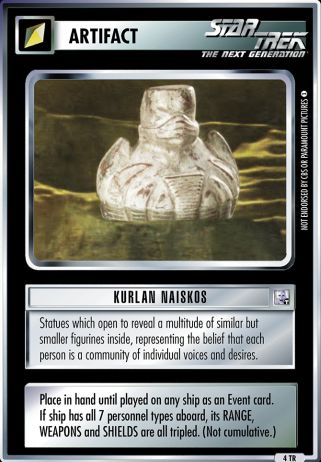 ARTIFACT
STAR TREK
THE NEXT GENERATION
NOT ENDORSED BY CBS OR PARAMOUNT PICTURES
KURLAN NAISKOS
Statues which open to reveal a multitude of similar but
smaller figurines inside, representing the belief that each
person is a community of individual voices and desires.
Place in hand until played on any ship as an Event card.
If ship has all 7 personnel types aboard, its RANGE,
WEAPONS and SHIELDS are all tripled. (Not cumulative.)
4 TR